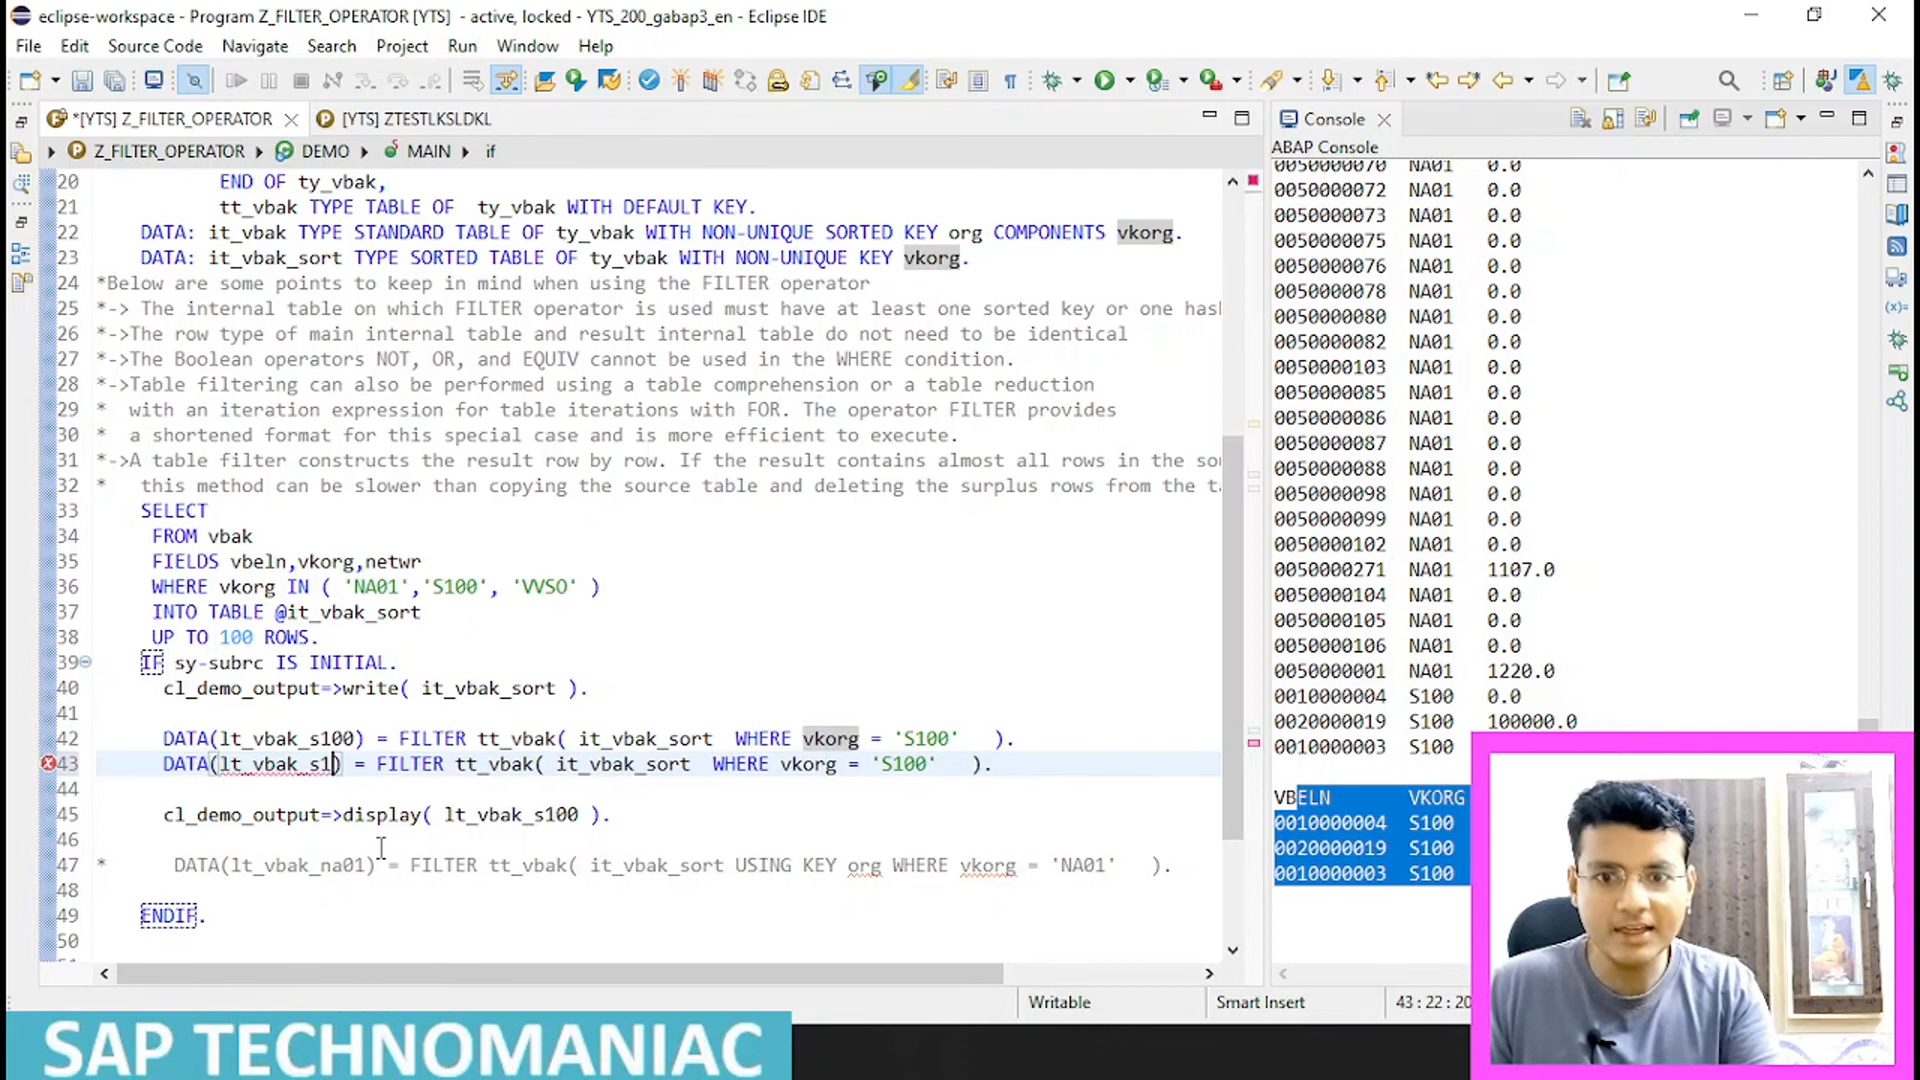 eclipse-workspace - Program Z_FILTER_OPERATOR [YTS] - active, locked - YTS_200_gabap3_en - Eclipse IDE
File Edit Source Code Navigate Search Project Run Window Help
*[YTS] Z_FILTER_OPERATOR [YTS] ZTESTLKSLDKL
Z_FILTER_OPERATOR DEMO MAIN if
20 END OF ty_vbak,
21 tt_vbak TYPE TABLE OF ty_vbak WITH DEFAULT KEY.
22 DATA: it_vbak TYPE STANDARD TABLE OF ty_vbak WITH NON-UNIQUE SORTED KEY org COMPONENTS vkorg.
23 DATA: it_vbak_sort TYPE SORTED TABLE OF ty_vbak WITH NON-UNIQUE KEY vkorg.
24 *Below are some points to keep in mind when using the FILTER operator
25 *-> The internal table on which FILTER operator is used must have at least one sorted key or one hash
26 *->The row type of main internal table and result internal table do not need to be identical
27 *->The Boolean operators NOT, OR, and EQUIV cannot be used in the WHERE condition.
28 *->Table filtering can also be performed using a table comprehension or a table reduction
29 * with an iteration expression for table iterations with FOR. The operator FILTER provides
30 * a shortened format for this special case and is more efficient to execute.
31 *->A table filter constructs the result row by row. If the result contains almost all rows in the so
32 * this method can be slower than copying the source table and deleting the surplus rows from the t
33 SELECT
34 FROM vbak
35 FIELDS vbeln,vkorg,netwr
36 WHERE vkorg IN ( 'NA01','S100', 'VVSO' )
37 INTO TABLE @it_vbak_sort
38 UP TO 100 ROWS.
39 IF sy-subrc IS INITIAL.
40 cl_demo_output=>write( it_vbak_sort ).
41
42 DATA(lt_vbak_s100) = FILTER tt_vbak( it_vbak_sort WHERE vkorg = 'S100' ).
43 DATA(lt_vbak_s1) = FILTER tt_vbak( it_vbak_sort WHERE vkorg = 'S100' ).
44
45 cl_demo_output=>display( lt_vbak_s100 ).
46
47 * DATA(lt_vbak_na01) = FILTER tt_vbak( it_vbak_sort USING KEY org WHERE vkorg = 'NA01' ).
48
49 ENDIF.
50
Console
ABAP Console
0050000070 NA01 0.0
0050000072 NA01 0.0
0050000073 NA01 0.0
0050000075 NA01 0.0
0050000076 NA01 0.0
0050000078 NA01 0.0
0050000080 NA01 0.0
0050000082 NA01 0.0
0050000103 NA01 0.0
0050000085 NA01 0.0
0050000086 NA01 0.0
0050000087 NA01 0.0
0050000088 NA01 0.0
0050000098 NA01 0.0
0050000099 NA01 0.0
0050000102 NA01 0.0
0050000271 NA01 1107.0
0050000104 NA01 0.0
0050000105 NA01 0.0
0050000106 NA01 0.0
0050000001 NA01 1220.0
0010000004 S100 0.0
0020000019 S100 100000.0
0010000003 S100
VBELN VKORG
0010000004 S100
0020000019 S100
0010000003 S100
Writable Smart Insert 43 : 22 : 20
SAP TECHNOMANIAC